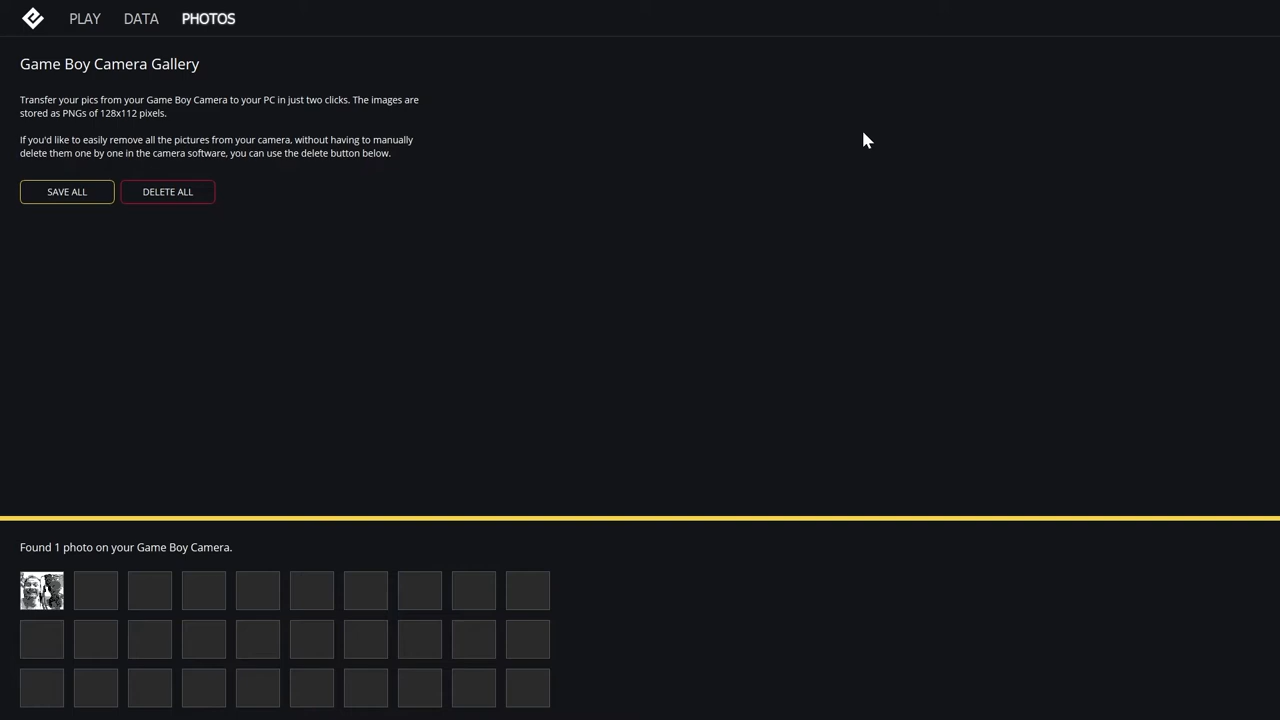 PLAY DATA PHOTOS
Game Boy Camera Gallery
Transfer your pics from your Game Boy Camera to your PC in just two clicks. The images are
stored as PNGs of 128x112 pixels.
If you'd like to easily remove all the pictures from your camera, without having to manually
delete them one by one in the camera software, you can use the delete button below.
SAVE ALL DELETE ALL
Found 1 photo on your Game Boy Camera.